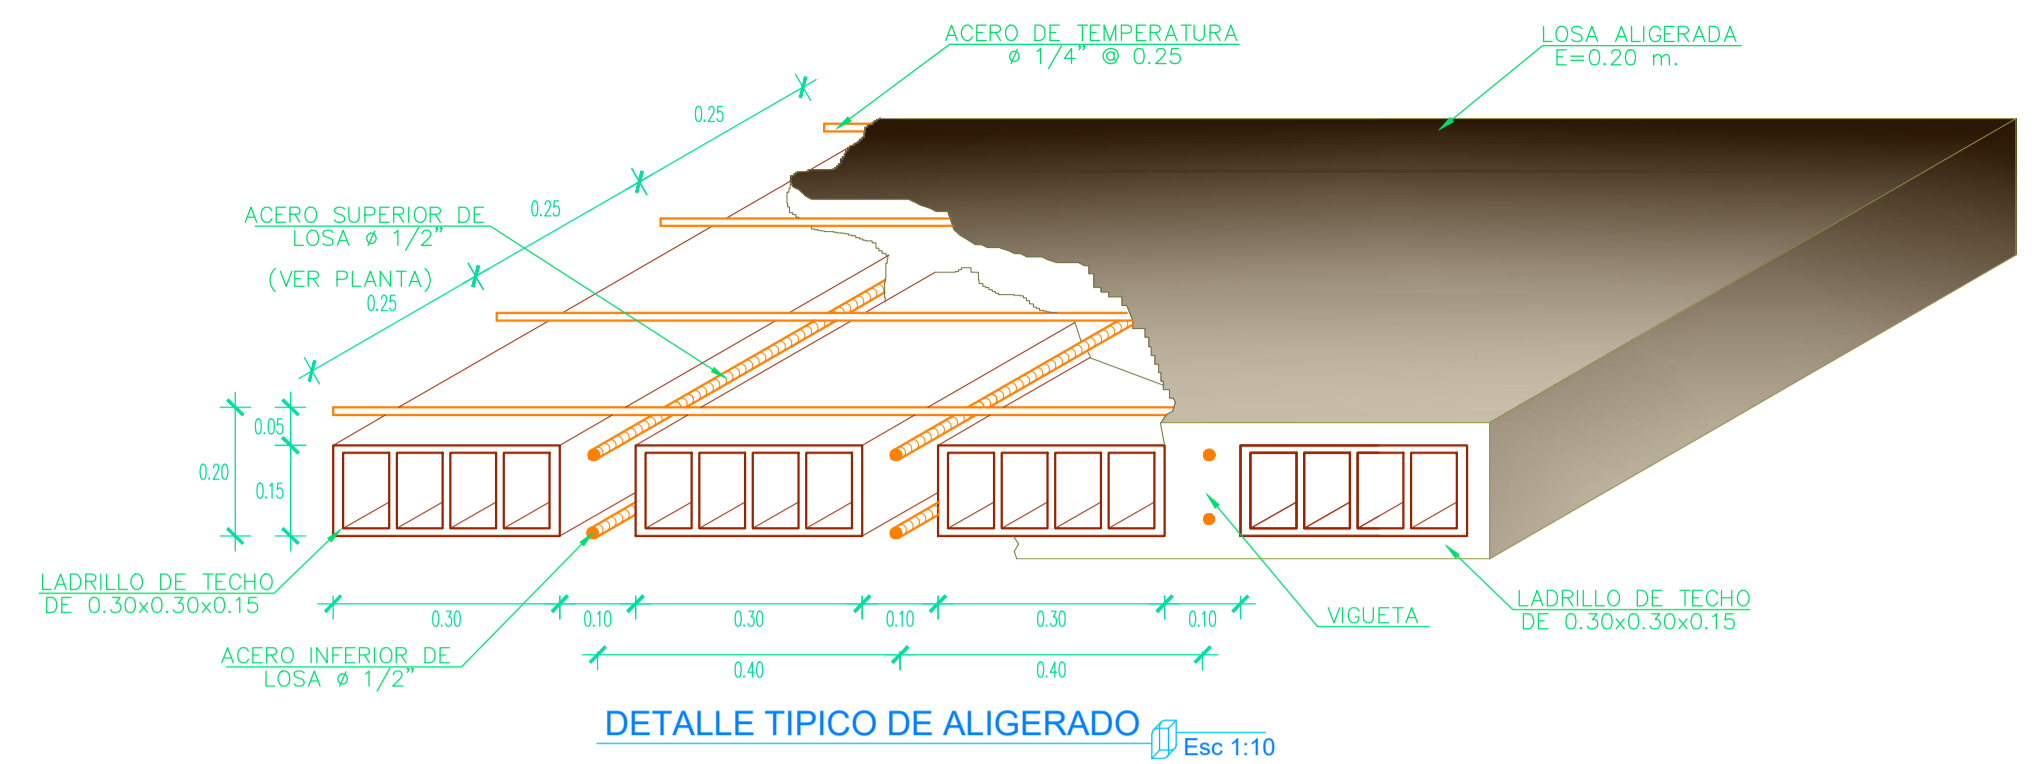 ACERO DE TEMPERATURA
ø 1/4" @ 0.25
LOSA ALIGERADA
E=0.20 m.
0.25
0.25
ACERO SUPERIOR DE
LOSA ø 1/2"
(VER PLANTA)
0.25
0.05
0.20
0.15
LADRILLO DE TECHO
DE 0.30x0.30x0.15
0.30
0.10
0.30
0.10
0.30
0.10
VIGUETA
LADRILLO DE TECHO
DE 0.30x0.30x0.15
ACERO INFERIOR DE
LOSA ø 1/2"
0.40
0.40
DETALLE TIPICO DE ALIGERADO
Esc 1:10